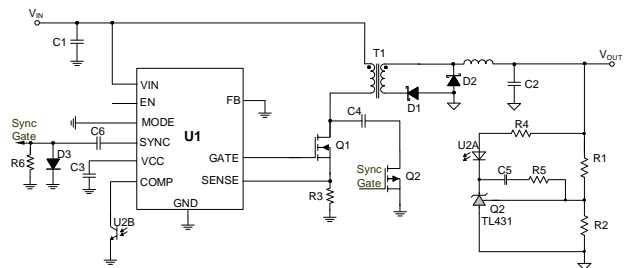 VIN
C1
T1
VOUT
D2
C2
D1
VIN
EN
MODE
SYNC
VCC
COMP
U1
FB
GATE
SENSE
GND
Sync
Gate
C6
R6
D3
C3
U2B
C4
Q1
R3
Sync
Gate
Q2
R4
U2A
C5
R5
R1
Q2
TL431
R2